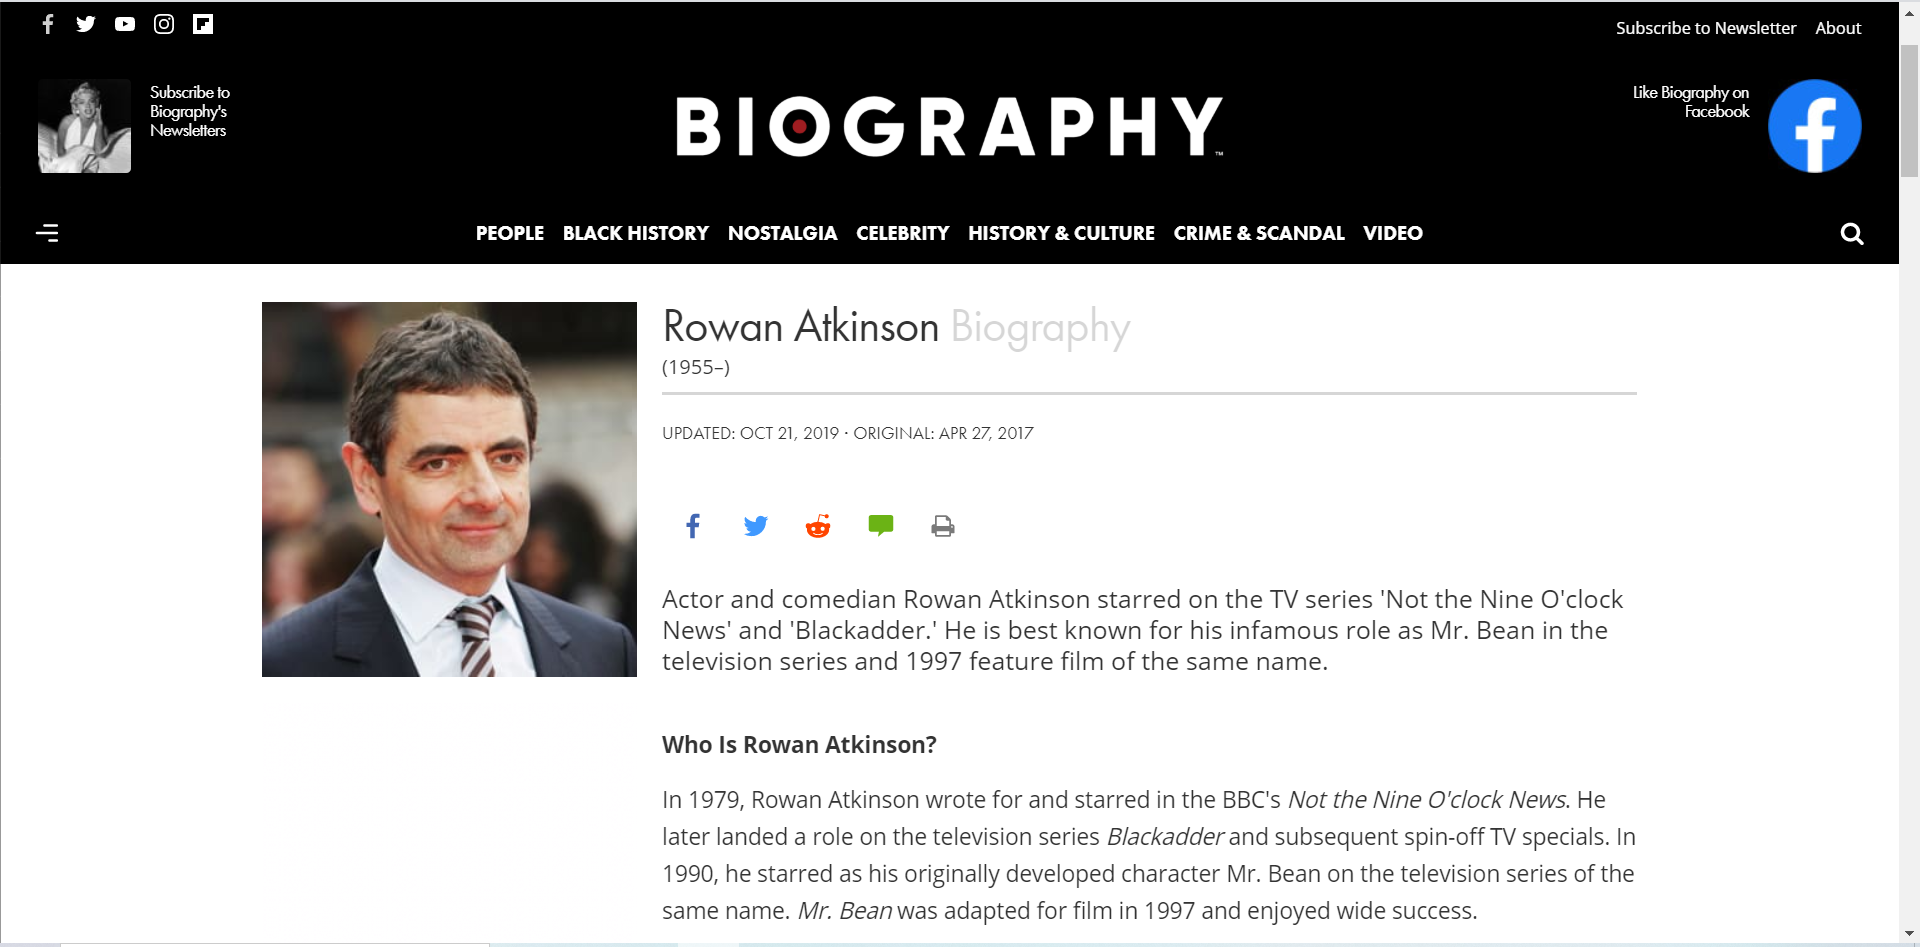 Subscribe to Newsletter About
Subscribe to
Biography's
Newsletters
BIOGRAPHY™
Like Biography on
Facebook
PEOPLE BLACK HISTORY NOSTALGIA CELEBRITY HISTORY & CULTURE CRIME & SCANDAL VIDEO
Rowan Atkinson Biography
(1955–)
UPDATED: OCT 21, 2019 · ORIGINAL: APR 27, 2017
Actor and comedian Rowan Atkinson starred on the TV series 'Not the Nine O'clock
News' and 'Blackadder.' He is best known for his infamous role as Mr. Bean in the
television series and 1997 feature film of the same name.
Who Is Rowan Atkinson?
In 1979, Rowan Atkinson wrote for and starred in the BBC's Not the Nine O'clock News. He
later landed a role on the television series Blackadder and subsequent spin-off TV specials. In
1990, he starred as his originally developed character Mr. Bean on the television series of the
same name. Mr. Bean was adapted for film in 1997 and enjoyed wide success.